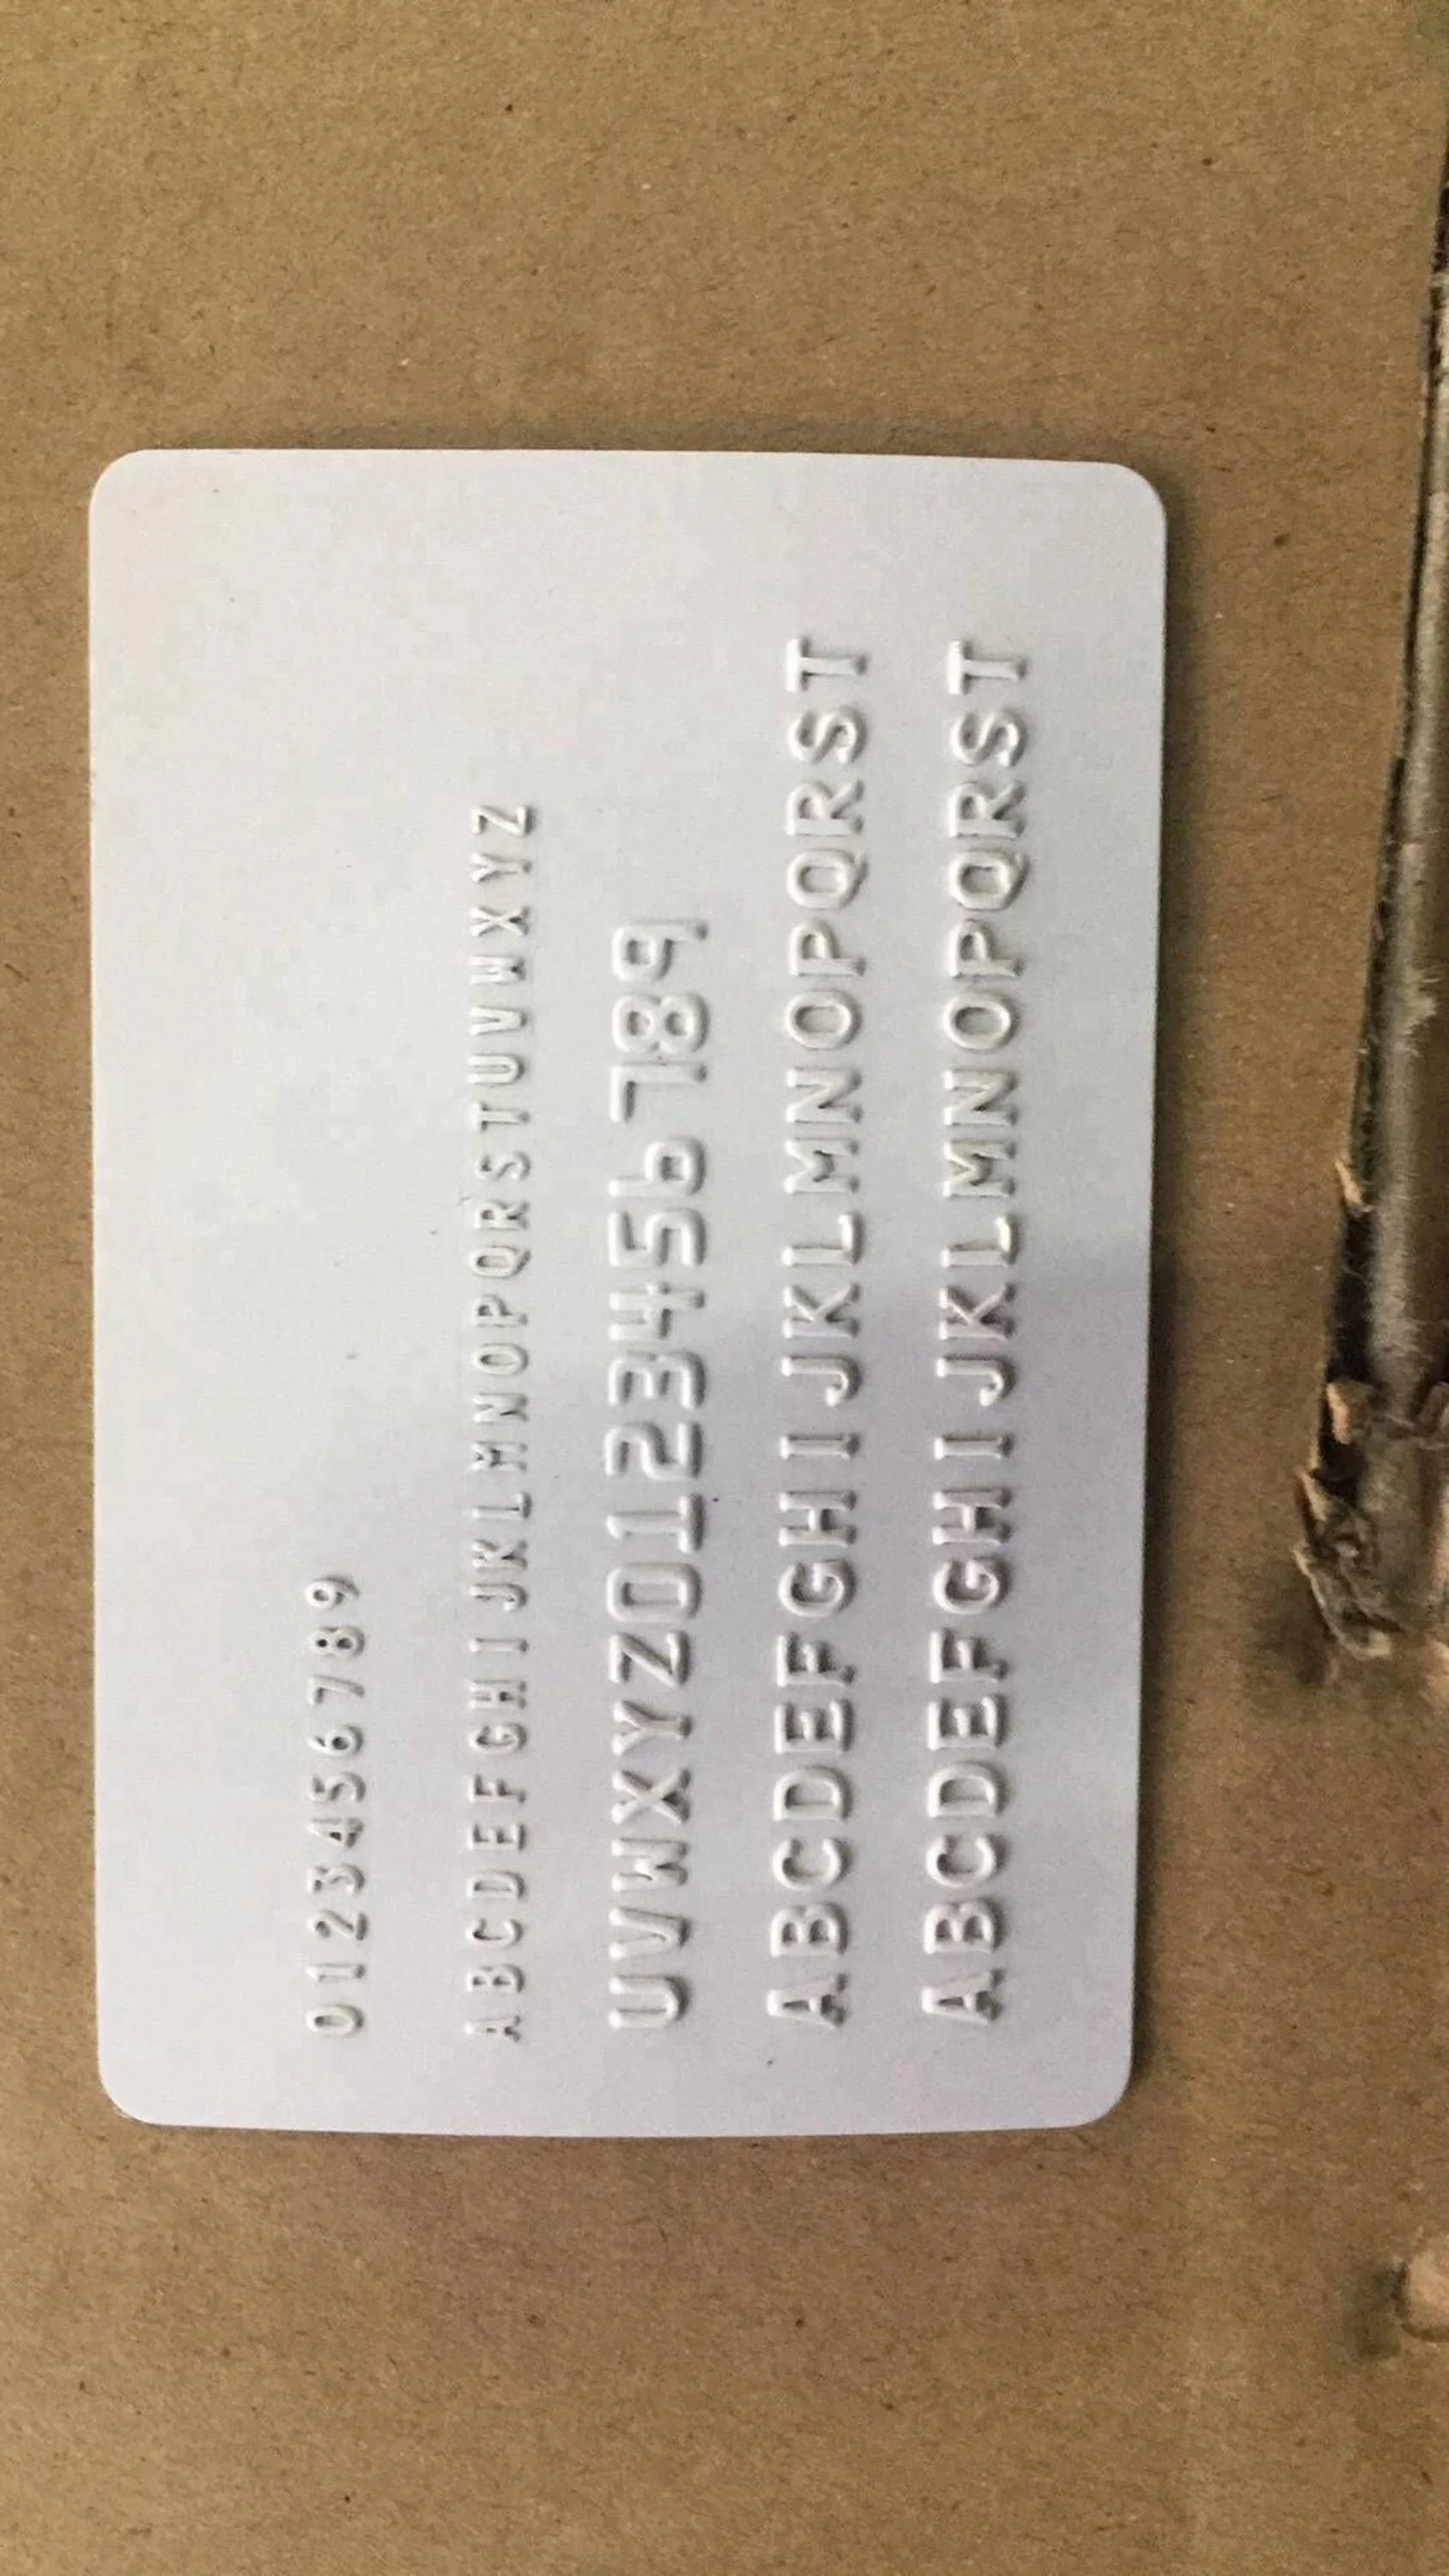 0123456789
ABCDEFGHIJKLMNOPQRSTUVWXYZ
UVWXYZ0123456789
ABCDEFGHIJKLMNOPQRST
ABCDEFGHIJKLMNOPQRST